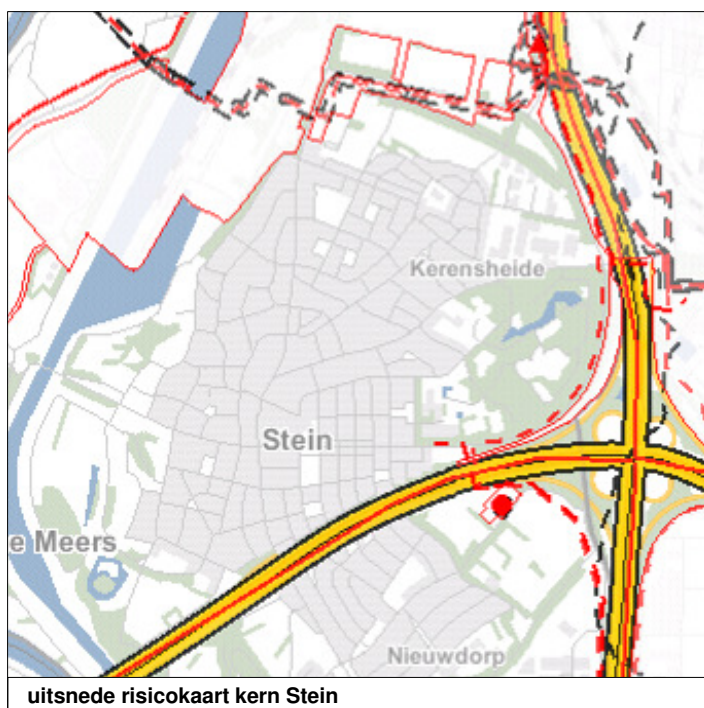 Kerensheide
Stein
e Meers
Nieuwdorp
uitsnede risicokaart kern Stein